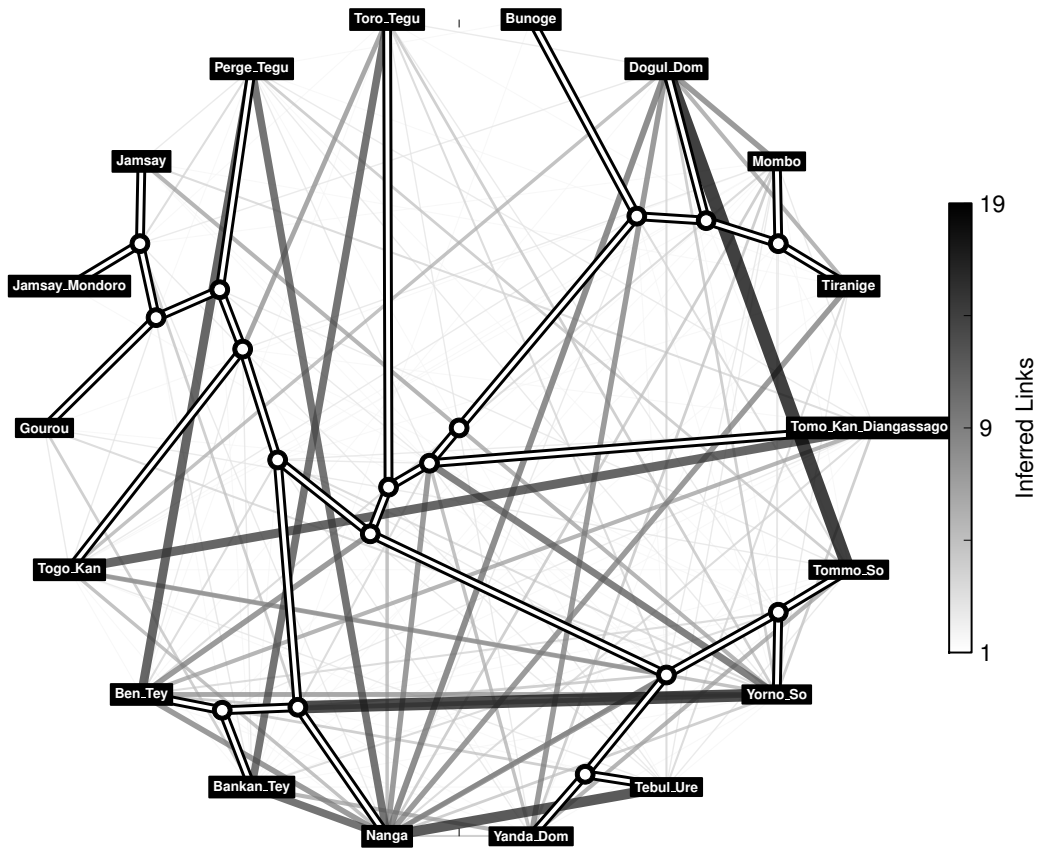 Toro_Tegu
Bunoge
Perge_Tegu
Dogul_Dom
Jamsay
Mombo
Jamsay_Mondoro
Tiranige
Gourou
Tomo_Kan_Diangassago
Togo_Kan
Tommo_So
Ben_Tey
Yorno_So
Bankan_Tey
Tebul_Ure
Nanga
Yanda_Dom
19
9
1
Inferred Links